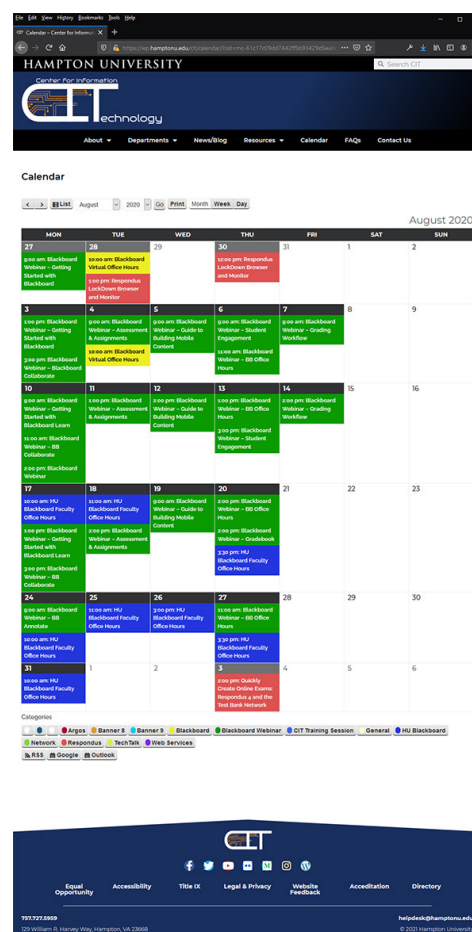 File Edit View History Bookmarks Tools Help
Calendar – Center for Informat
HAMPTON UNIVERSITY
Search CIT
Center for Information
CIT
echnology
About Departments News/Blog Resources Calendar FAQs Contact Us
Calendar
List August 2020 Go Print Month Week Day
August 2020
MON TUE WED THU FRI SAT SUN
27 28 29 30 31 1 2
9:00 am: Blackboard
Webinar – Getting
Started with
Blackboard
10:00 am: Blackboard
Virtual Office Hours
1:00 pm: Respondus
LockDown Browser
and Monitor
12:00 pm: Respondus
LockDown Browser
and Monitor
3 4 5 6 7 8 9
1:00 pm: Blackboard
Webinar – Getting
Started with
Blackboard
3:00 pm: Blackboard
Webinar – Blackboard
Collaborate
9:00 am: Blackboard
Webinar – Assessment
& Assignments
10:00 am: Blackboard
Virtual Office Hours
9:00 am: Blackboard
Webinar – Guide to
Building Mobile
Content
9:00 am: Blackboard
Webinar – Student
Engagement
11:00 am: Blackboard
Webinar – BB Office
Hours
9:00 am: Blackboard
Webinar – Grading
Workflow
10 11 12 13 14 15 16
9:00 am: Blackboard
Webinar – Getting
Started with
Blackboard Learn
11:00 am: Blackboard
Webinar – BB
Collaborate
2:00 pm: Blackboard
Webinar
1:00 pm: Blackboard
Webinar – Assessment
& Assignments
2:00 pm: Blackboard
Webinar – Guide to
Building Mobile
Content
1:00 pm: Blackboard
Webinar – BB Office
Hours
3:00 pm: Blackboard
Webinar – Student
Engagement
2:00 pm: Blackboard
Webinar – Grading
Workflow
17 18 19 20 21 22 23
10:00 am: HU
Blackboard Faculty
Office Hours
1:00 pm: Blackboard
Webinar – Getting
Started with
Blackboard Learn
3:00 pm: Blackboard
Webinar – BB
Collaborate
11:00 am: HU
Blackboard Faculty
Office Hours
2:00 pm: Blackboard
Webinar – Assessment
& Assignments
9:00 am: Blackboard
Webinar – Guide to
Building Mobile
Content
2:00 pm: Blackboard
Webinar – BB Office
Hours
2:00 pm: Blackboard
Webinar – Gradebook
3:30 pm: HU
Blackboard Faculty
Office Hours
24 25 26 27 28 29 30
9:00 am: Blackboard
Webinar – BB
Annotate
10:00 am: HU
Blackboard Faculty
Office Hours
11:00 am: HU
Blackboard Faculty
Office Hours
3:00 pm: HU
Blackboard Faculty
Office Hours
11:00 am: Blackboard
Webinar – BB Office
Hours
3:30 pm: HU
Blackboard Faculty
Office Hours
31 1 2 3 4 5 6
10:00 am: HU
Blackboard Faculty
Office Hours
2:00 pm: Quickly
Create Online Exams:
Respondus 4 and the
Test Bank Network
Categories
Argos Banner 8 Banner 9 Blackboard Blackboard Webinar CIT Training Session General HU Blackboard
Network Respondus TechTalk Web Services
RSS Google Outlook
CIT
Equal
Opportunity
Accessibility
Title IX
Legal & Privacy
Website
Feedback
Accreditation
Directory
757.727.5959
helpdesk@hamptonu.edu
129 William R. Harvey Way, Hampton, VA 23668
© 2021 Hampton University